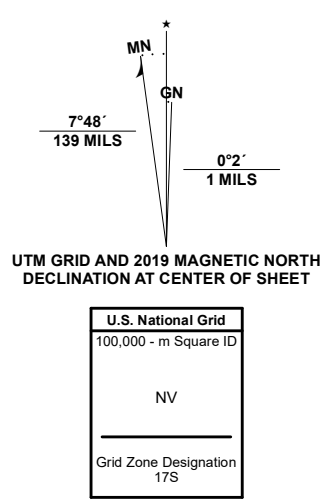 ★
MN
GN
7°48´
139 MILS
0°2´
1 MILS
UTM GRID AND 2019 MAGNETIC NORTH
DECLINATION AT CENTER OF SHEET
U.S. National Grid
100,000 - m Square ID
NV
Grid Zone Designation
17S